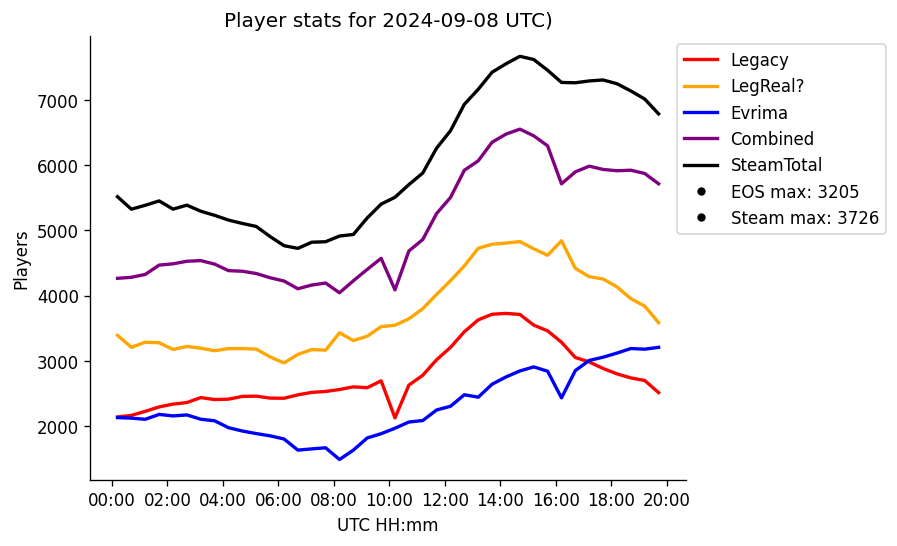 Player stats for 2024-09-08 UTC)
Legacy
LegReal?
Evrima
Combined
SteamTotal
EOS max: 3205
Steam max: 3726
Players
7000
6000
5000
4000
3000
2000
00:00 02:00 04:00 06:00 08:00 10:00 12:00 14:00 16:00 18:00 20:00
UTC HH:mm